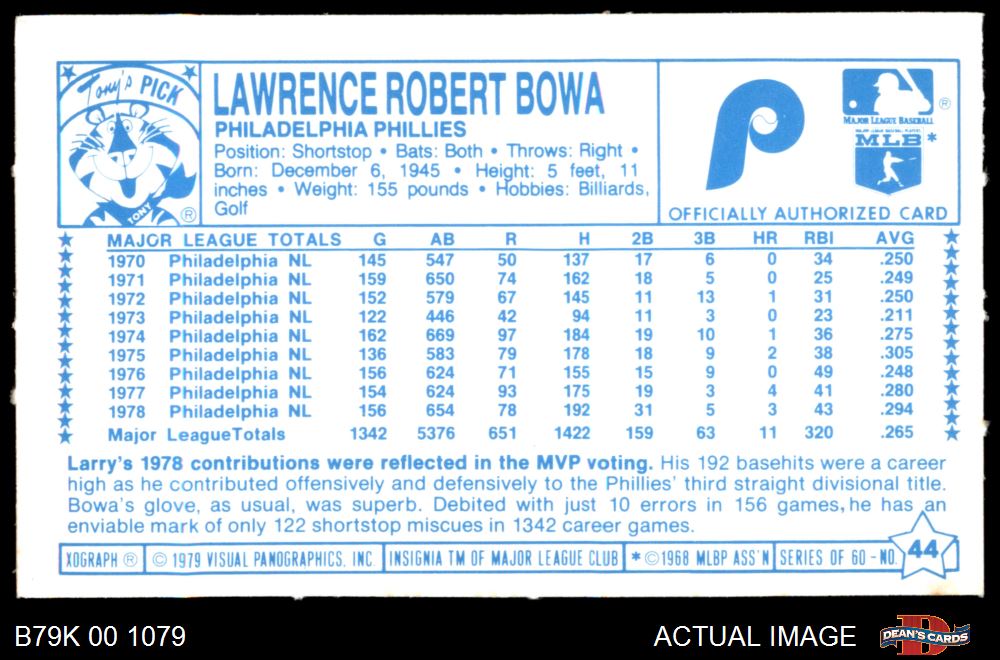 Tony's PICK
TONY
®
LAWRENCE ROBERT BOWA
PHILADELPHIA PHILLIES
Position: Shortstop • Bats: Both • Throws: Right •
Born: December 6, 1945 • Height: 5 feet, 11
inches • Weight: 155 pounds • Hobbies: Billiards,
Golf
P
®
MAJOR LEAGUE BASEBALL
MAJOR LEAGUE BASEBALL PLAYERS
MLB*
OFFICIALLY AUTHORIZED CARD
MAJOR LEAGUE TOTALS G AB R H 2B 3B HR RBI AVG
1970 Philadelphia NL 145 547 50 137 17 6 0 34 .250
1971 Philadelphia NL 159 650 74 162 18 5 0 25 .249
1972 Philadelphia NL 152 579 67 145 11 13 1 31 .250
1973 Philadelphia NL 122 446 42 94 11 3 0 23 .211
1974 Philadelphia NL 162 669 97 184 19 10 1 36 .275
1975 Philadelphia NL 136 583 79 178 18 9 2 38 .305
1976 Philadelphia NL 156 624 71 155 15 9 0 49 .248
1977 Philadelphia NL 154 624 93 175 19 3 4 41 .280
1978 Philadelphia NL 156 654 78 192 31 5 3 43 .294
Major LeagueTotals 1342 5376 651 1422 159 63 11 320 .265
Larry's 1978 contributions were reflected in the MVP voting. His 192 basehits were a career
high as he contributed offensively and defensively to the Phillies' third straight divisional title.
Bowa's glove, as usual, was superb. Debited with just 10 errors in 156 games, he has an
enviable mark of only 122 shortstop miscues in 1342 career games.
XOGRAPH ® © 1979 VISUAL PANOGRAPHICS, INC. INSIGNIA TM OF MAJOR LEAGUE CLUB *©1968 MLBP ASS'N SERIES OF 60 - NO. 44
B79K 00 1079 ACTUAL IMAGE DEAN'S CARDS